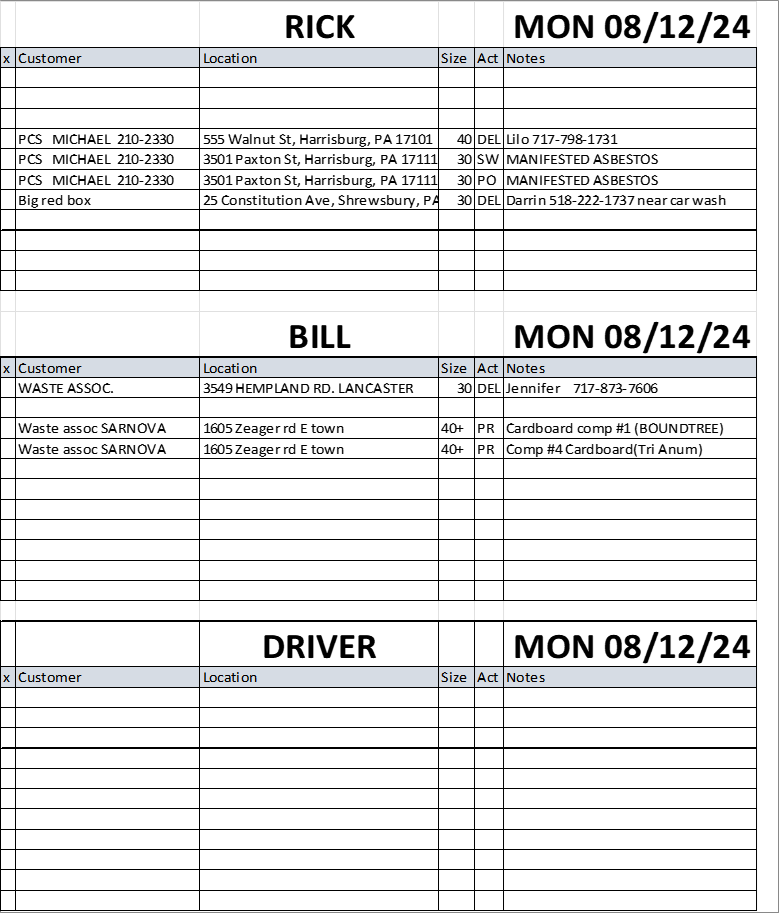 RICK MON 08/12/24
x Customer Location Size Act Notes
PCS MICHAEL 210-2330 555 Walnut St, Harrisburg, PA 17101 40 DEL Lilo 717-798-1731
PCS MICHAEL 210-2330 3501 Paxton St, Harrisburg, PA 17111 30 SW MANIFESTED ASBESTOS
PCS MICHAEL 210-2330 3501 Paxton St, Harrisburg, PA 17111 30 PO MANIFESTED ASBESTOS
Big red box 25 Constitution Ave, Shrewsbury, PA 30 DEL Darrin 518-222-1737 near car wash
BILL MON 08/12/24
x Customer Location Size Act Notes
WASTE ASSOC. 3549 HEMPLAND RD. LANCASTER 30 DEL Jennifer 717-873-7606
Waste assoc SARNOVA 1605 Zeager rd E town 40+ PR Cardboard comp #1 (BOUNDTREE)
Waste assoc SARNOVA 1605 Zeager rd E town 40+ PR Comp #4 Cardboard(Tri Anum)
DRIVER MON 08/12/24
x Customer Location Size Act Notes